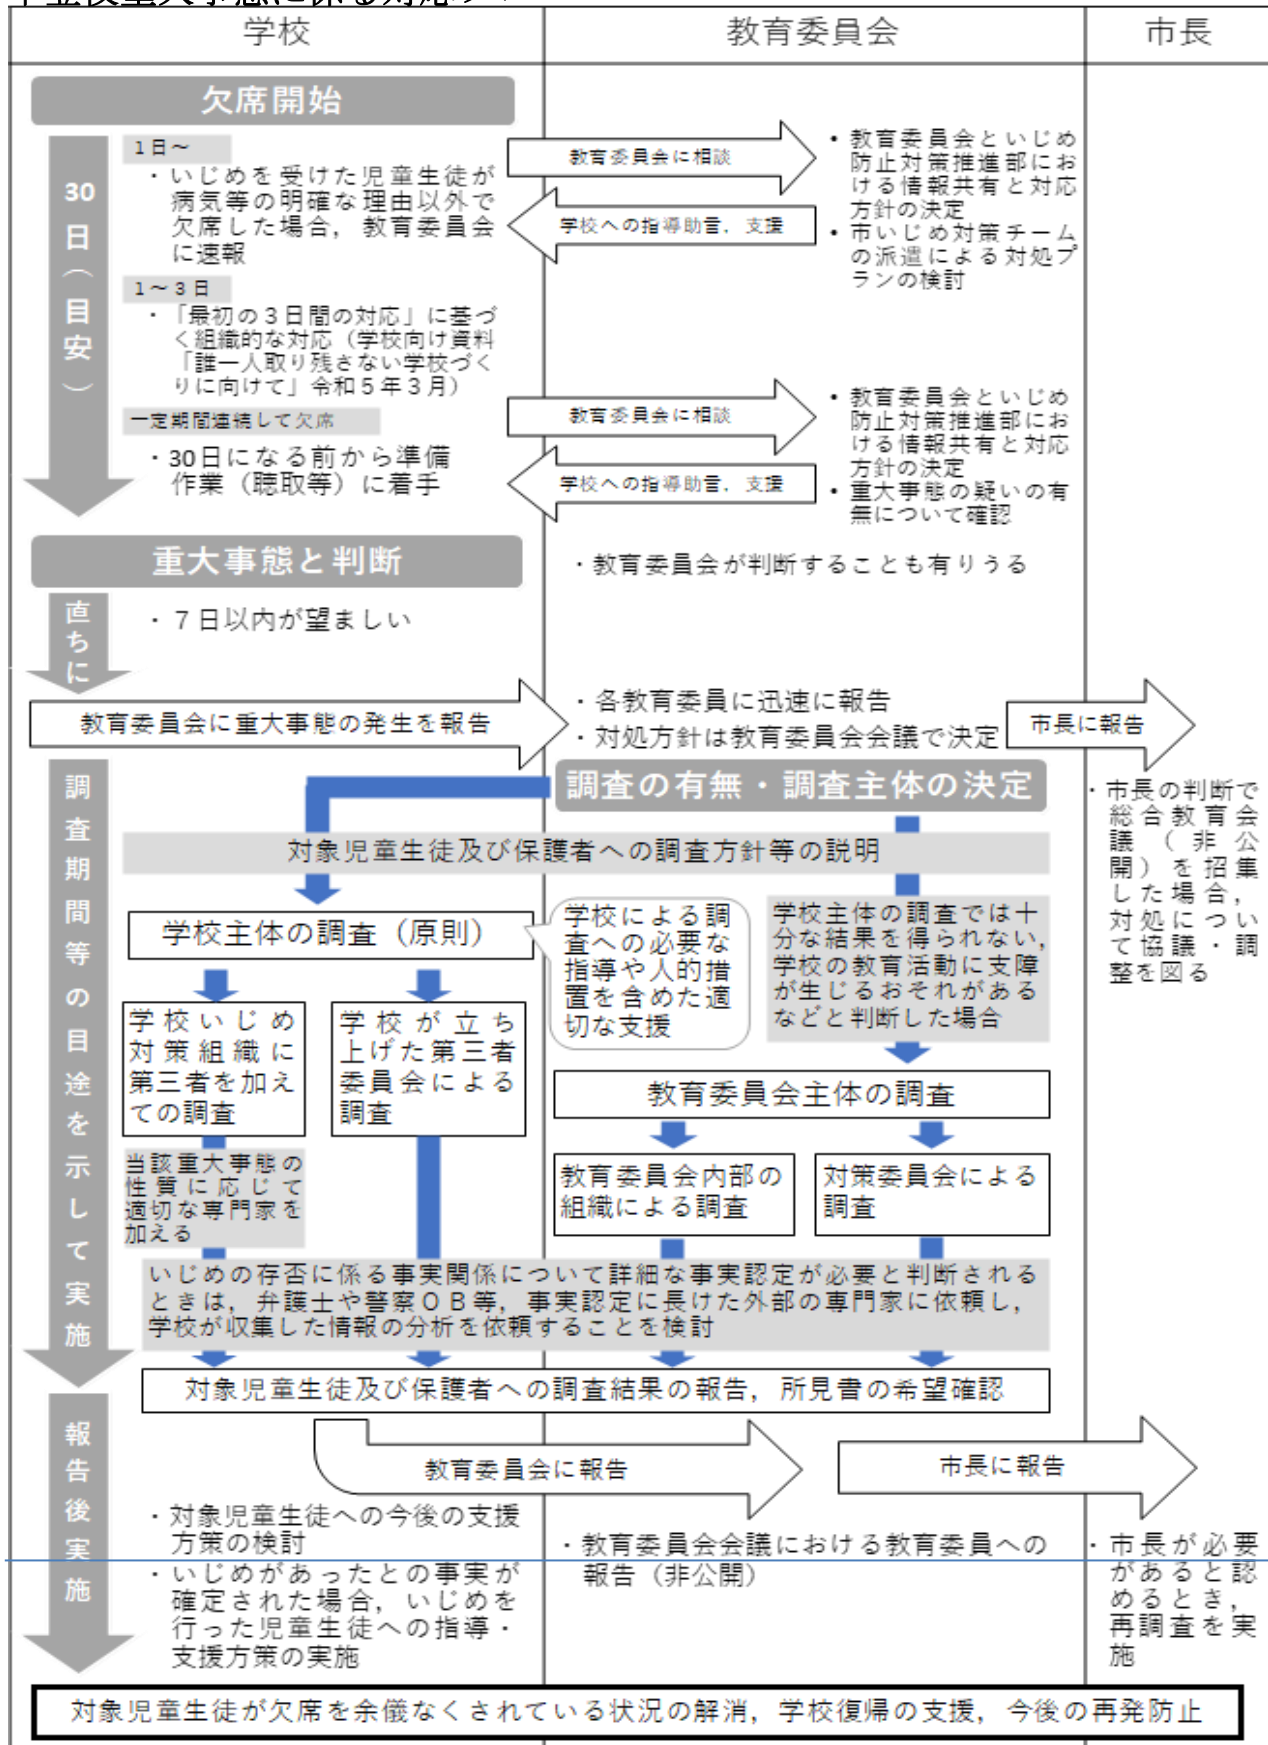 学校
教育委員会
市長
欠席開始
30日（目安）
1日～
・いじめを受けた児童生徒が
病気等の明確な理由以外で
欠席した場合，教育委員会
に速報
教育委員会に相談
学校への指導助言，支援
・教育委員会といじめ
防止対策推進部にお
ける情報共有と対応
方針の決定
・市いじめ対策チーム
の派遣による対処プ
ランの検討
1～3日
・「最初の３日間の対応」に基づ
く組織的な対応（学校向け資料
「誰一人取り残さない学校づく
りに向けて」令和５年３月）
一定期間連続して欠席
・30日になる前から準備
作業（聴取等）に着手
教育委員会に相談
学校への指導助言，支援
・教育委員会といじめ
防止対策推進部にお
ける情報共有と対応
方針の決定
・重大事態の疑いの有
無について確認
重大事態と判断
・教育委員会が判断することも有りうる
直ちに
・７日以内が望ましい
教育委員会に重大事態の発生を報告
・各教育委員に迅速に報告
・対処方針は教育委員会会議で決定
市長に報告
調査期間等の目途を示して実施
調査の有無・調査主体の決定
・市長の判断で
総合教育会
議（非公
開）を招集
した場合，
対処につい
て協議・調
整を図る
対象児童生徒及び保護者への調査方針等の説明
学校主体の調査（原則）
学校による調
査への必要な
指導や人的措
置を含めた適
切な支援
学校主体の調査では十
分な結果を得られない，
学校の教育活動に支障
が生じるおそれがある
などと判断した場合
学校いじめ
対策組織に
第三者を加え
ての調査
学校が立ち
上げた第三者
委員会による
調査
教育委員会主体の調査
当該重大事態の
性質に応じて
適切な専門家を
加える
教育委員会内部の
組織による調査
対策委員会による
調査
いじめの存否に係る事実関係について詳細な事実認定が必要と判断される
ときは，弁護士や警察ＯＢ等，事実認定に長けた外部の専門家に依頼し，
学校が収集した情報の分析を依頼することを検討
対象児童生徒及び保護者への調査結果の報告，所見書の希望確認
報告後実施
教育委員会に報告
市長に報告
・対象児童生徒への今後の支援
方策の検討
・いじめがあったとの事実が
確定された場合，いじめを
行った児童生徒への指導・
支援方策の実施
・教育委員会会議における教育委員への
報告（非公開）
・市長が必要
があると認
めるとき，
再調査を実
施
対象児童生徒が欠席を余儀なくされている状況の解消，学校復帰の支援，今後の再発防止